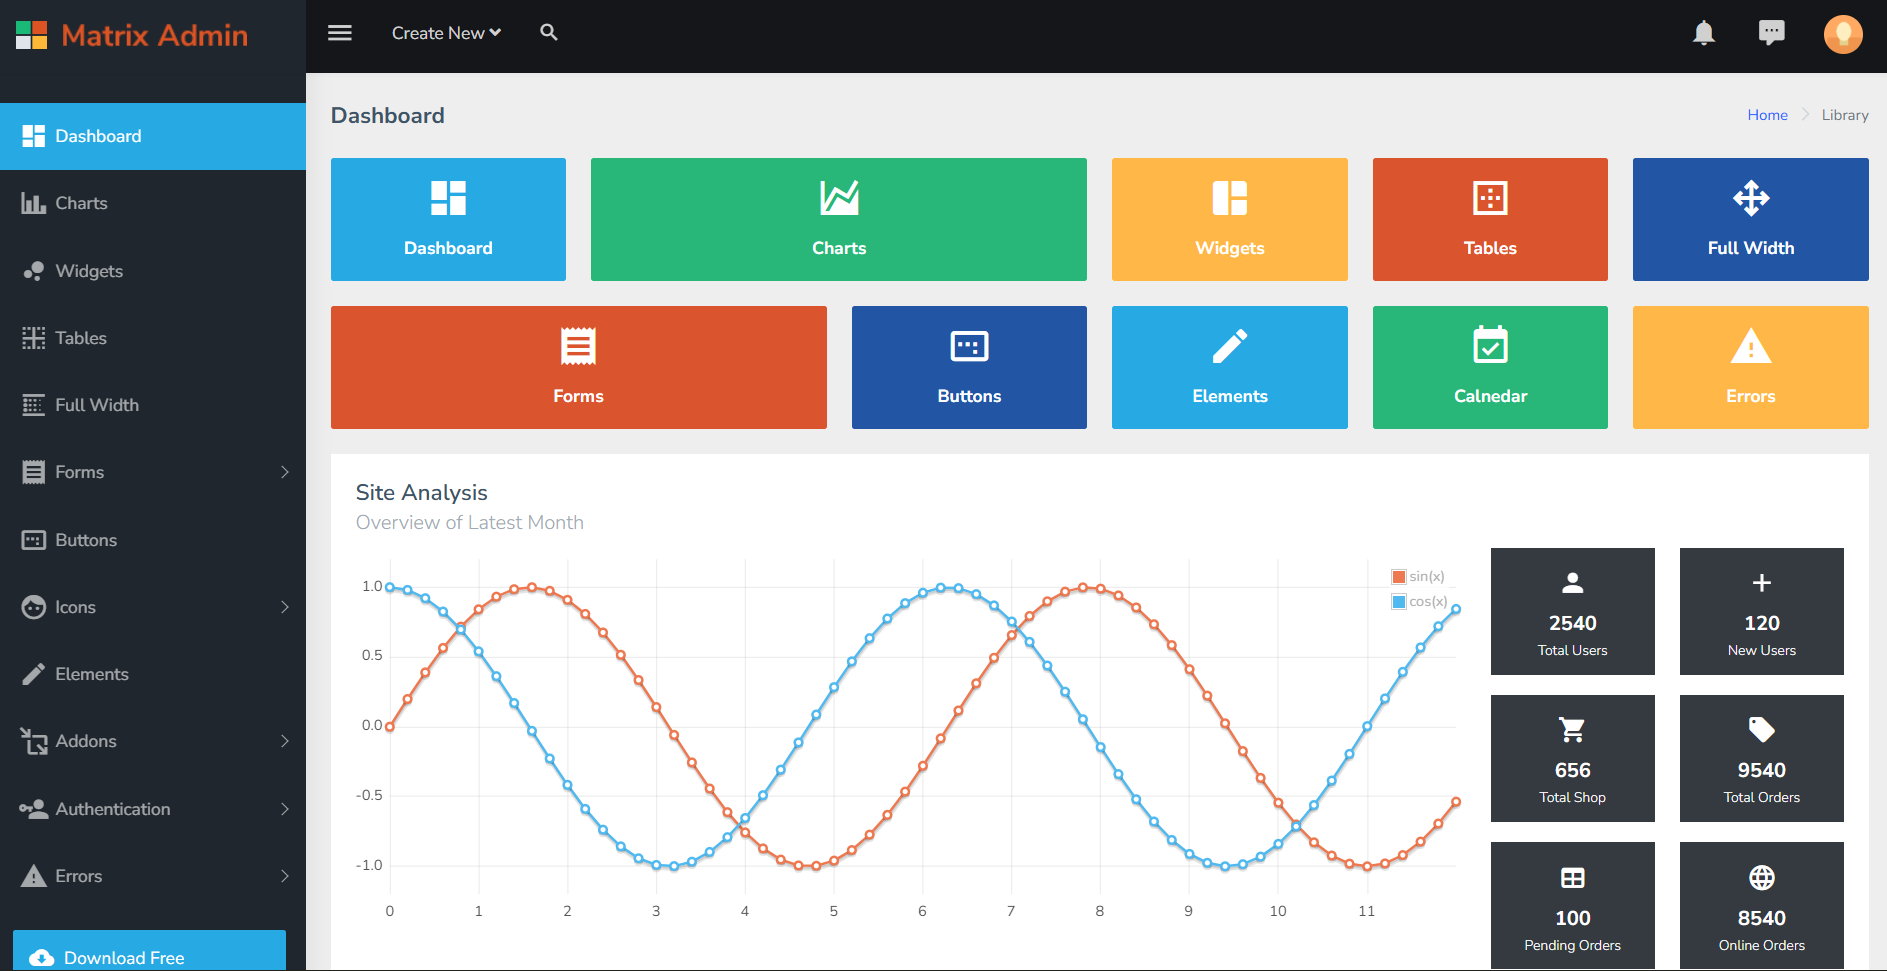 Matrix Admin
Create New
Dashboard
Charts
Widgets
Tables
Full Width
Forms
Buttons
Icons
Elements
Addons
Authentication
Errors
Download Free
Dashboard
Home
Library
Dashboard
Charts
Widgets
Tables
Full Width
Forms
Buttons
Elements
Calnedar
Errors
Site Analysis
Overview of Latest Month
sin(x)
cos(x)
1.0
0.5
0.0
-0.5
-1.0
0 1 2 3 4 5 6 7 8 9 10 11
2540
Total Users
120
New Users
656
Total Shop
9540
Total Orders
100
Pending Orders
8540
Online Orders